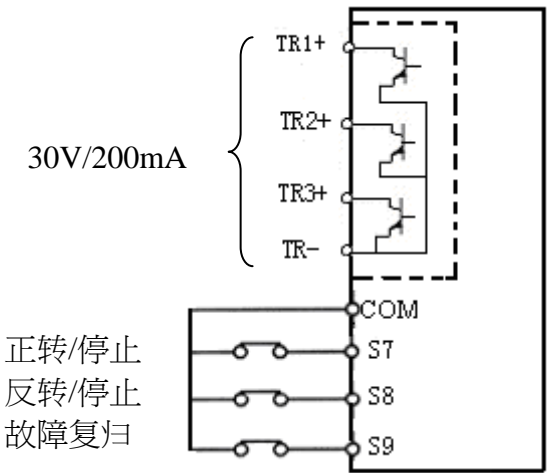 TR1+
TR2+
30V/200mA
TR3+
TR-
COM
正转/停止
S7
反转/停止
S8
故障复归
S9